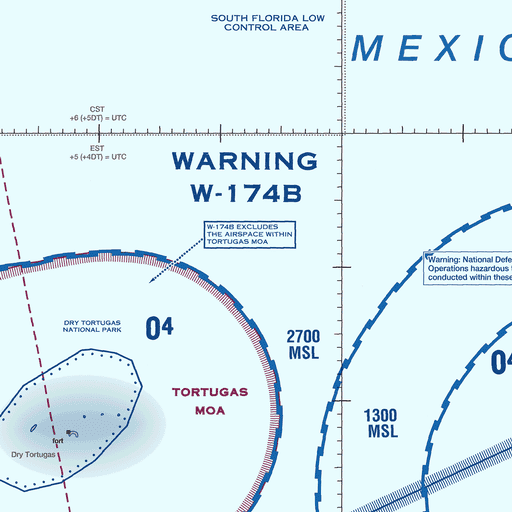 SOUTH FLORIDA LOW
CONTROL AREA
MEXIC
CST
+6 (+5DT) = UTC
EST
+5 (+4DT) = UTC
WARNING
W-174B
W-174B EXCLUDES
THE AIRSPACE WITHIN
TORTUGAS MOA
Warning: National Defe
Operations hazardous
conducted within these
DRY TORTUGAS
NATIONAL PARK
04
2700
MSL
04
TORTUGAS
MOA
1300
MSL
fort
Dry Tortugas